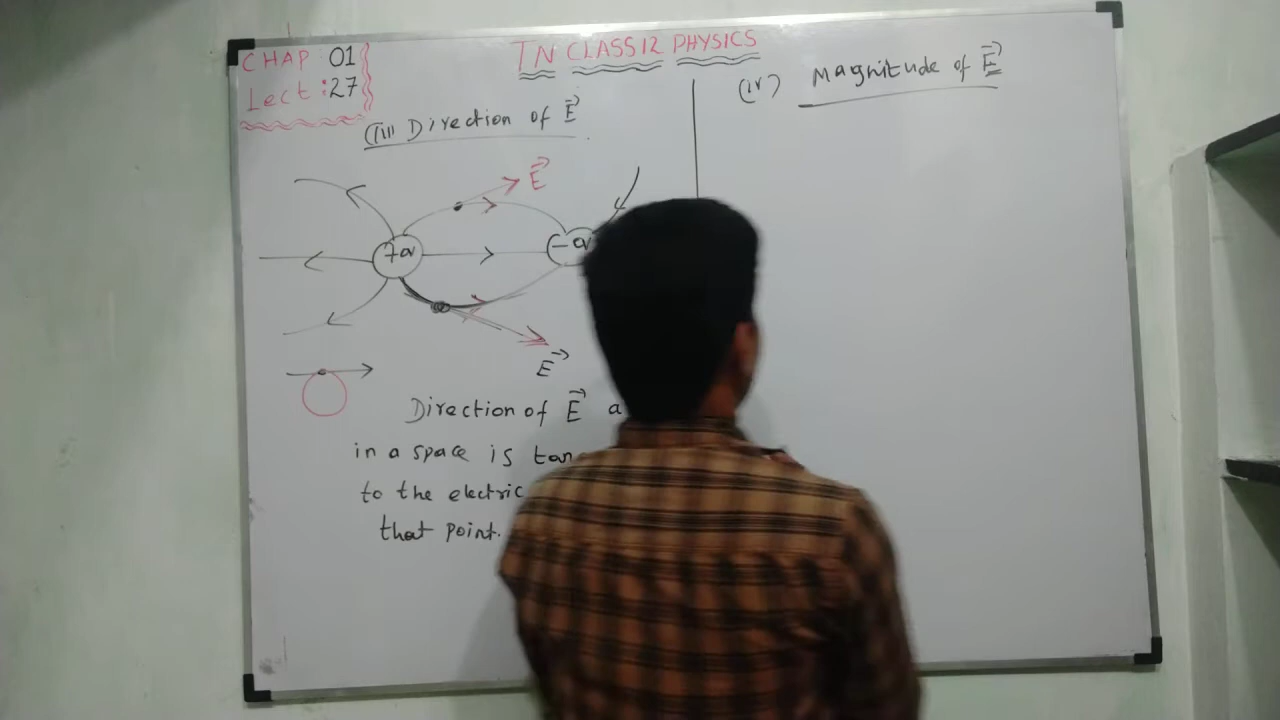 CHAP 01
Lect : 27
TN CLASS 12 PHYSICS
(III) Direction of E⃗
(iv) Magnitude of E⃗
E⃗
+q
-q
E⃗
Direction of E⃗ a
in a space is tan
to the electric
that point.